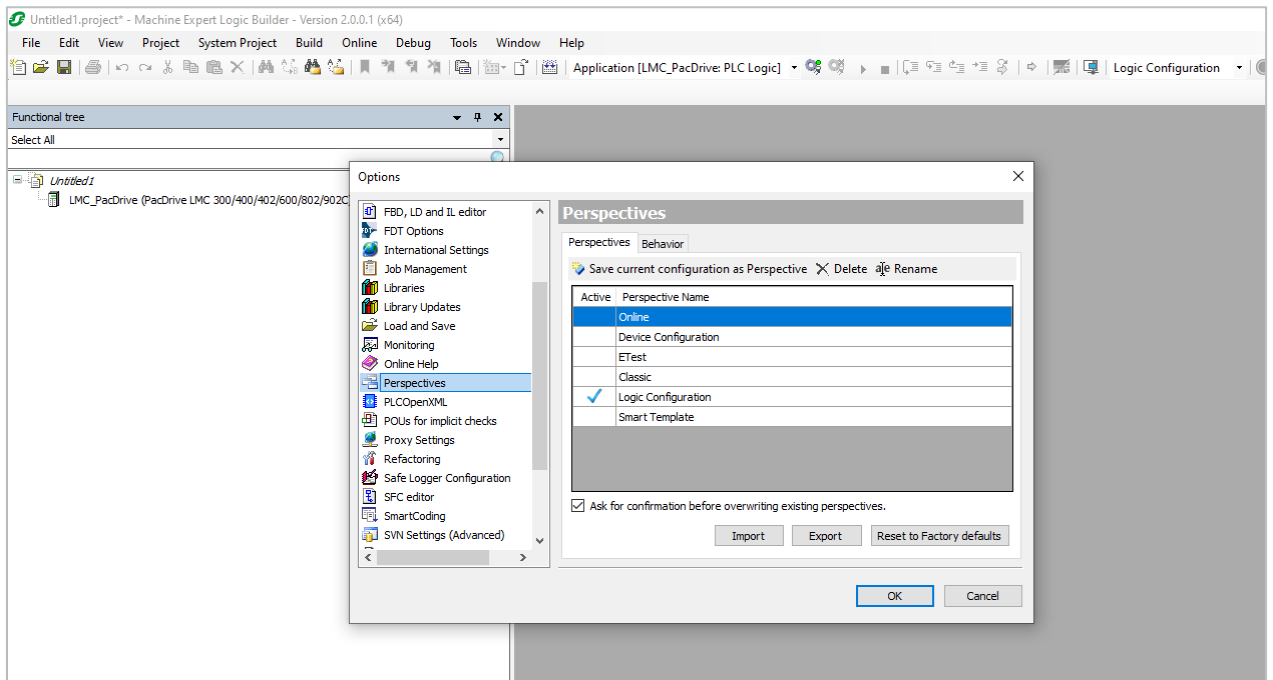 Untitled1.project* - Machine Expert Logic Builder - Version 2.0.0.1 (x64)
File Edit View Project System Project Build Online Debug Tools Window Help
Application [LMC_PacDrive: PLC Logic] Logic Configuration
Functional tree
Select All
Untitled1
LMC_PacDrive (PacDrive LMC 300/400/402/600/802/902C
Options
FBD, LD and IL editor
FDT Options
International Settings
Job Management
Libraries
Library Updates
Load and Save
Monitoring
Online Help
Perspectives
PLCOpenXML
POUs for implicit checks
Proxy Settings
Refactoring
Safe Logger Configuration
SFC editor
SmartCoding
SVN Settings (Advanced)
Perspectives
Perspectives Behavior
Save current configuration as Perspective Delete Rename
Active Perspective Name
Online
Device Configuration
ETest
Classic
Logic Configuration
Smart Template
Ask for confirmation before overwriting existing perspectives.
Import Export Reset to Factory defaults
OK Cancel